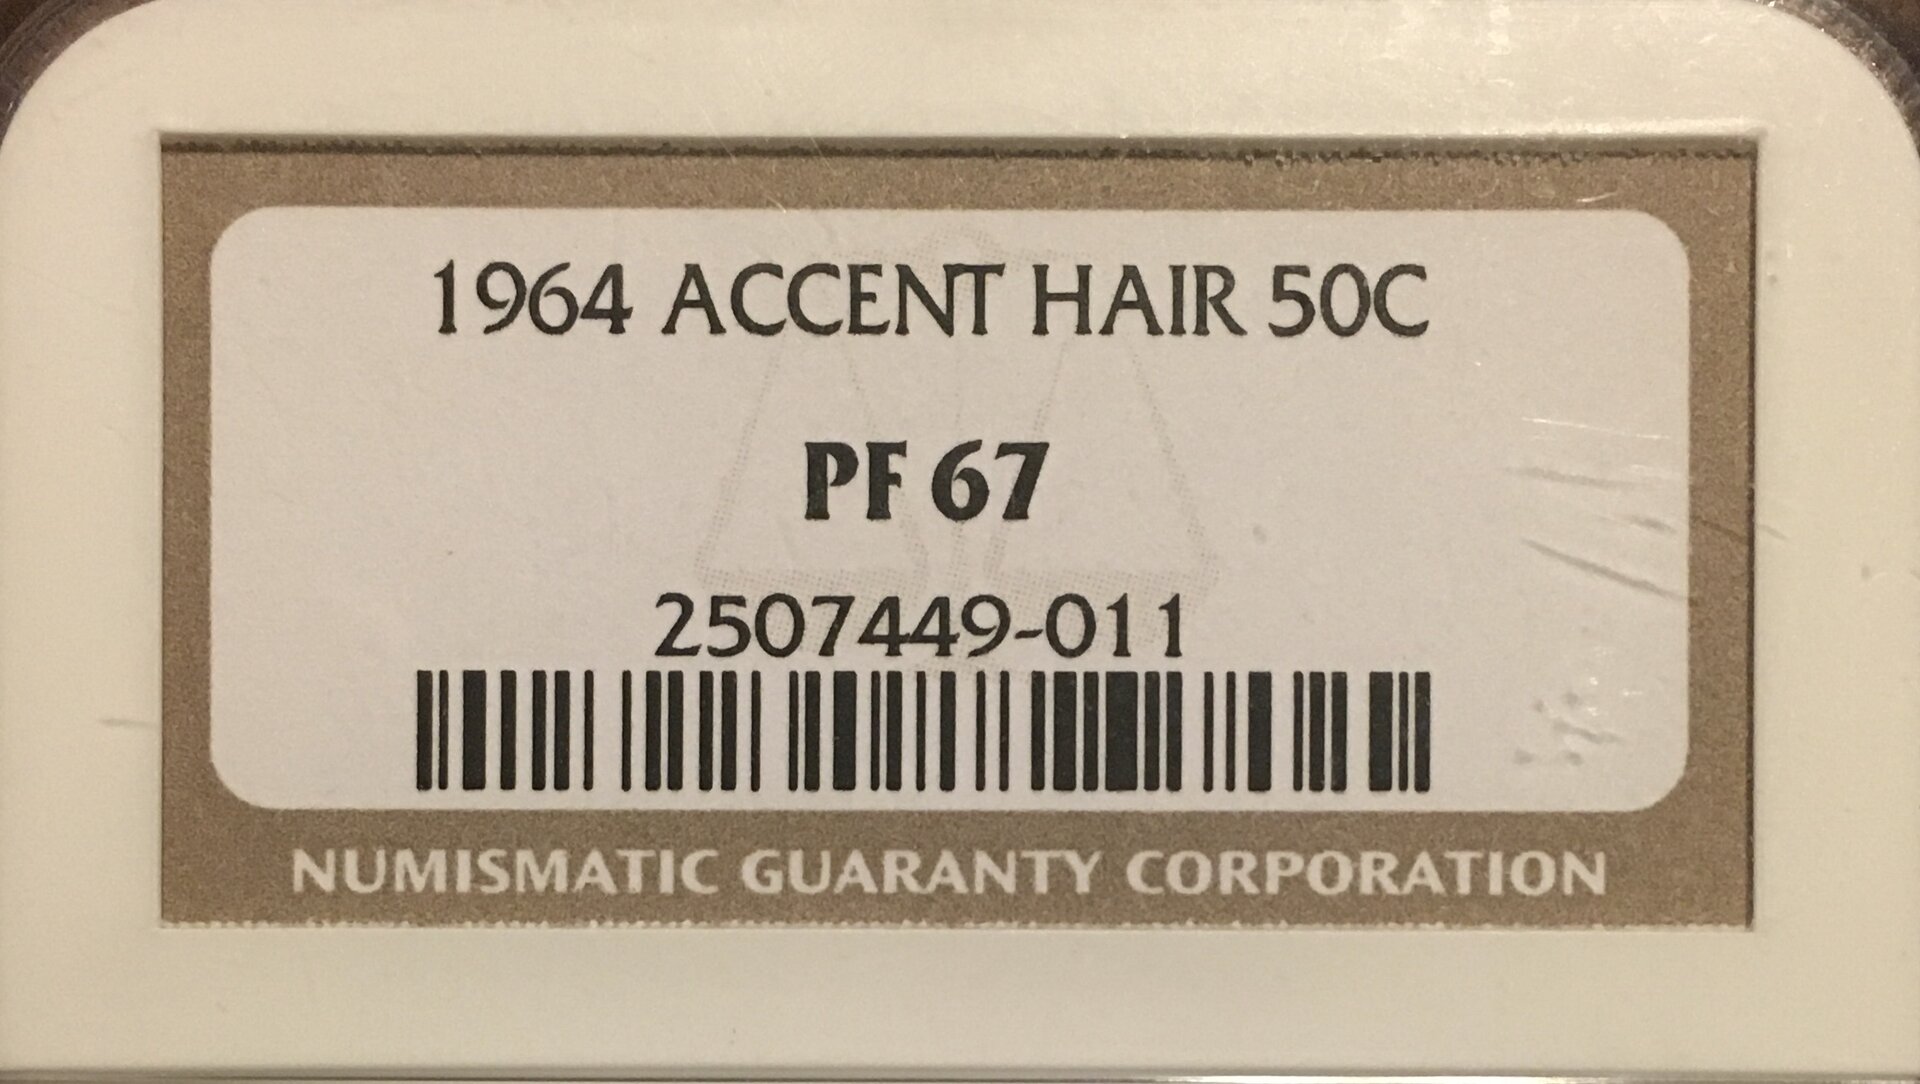 1964 ACCENT HAIR 50C
PF 67
2507449-011
NUMISMATIC GUARANTY CORPORATION